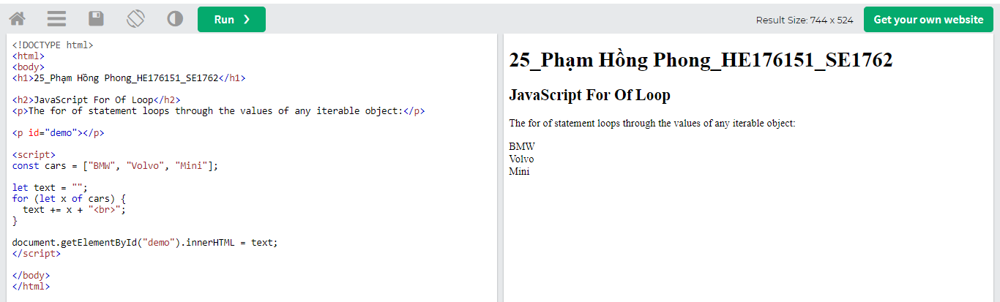 Run ❯
Result Size: 744 x 524
Get your own website
<!DOCTYPE html>
<html>
<body>
<h1>25_Phạm Hồng Phong_HE176151_SE1762</h1>
<h2>JavaScript For Of Loop</h2>
<p>The for of statement loops through the values of any iterable object:</p>
<p id="demo"></p>
<script>
const cars = ["BMW", "Volvo", "Mini"];
let text = "";
for (let x of cars) {
  text += x + "<br>";
}
document.getElementById("demo").innerHTML = text;
</script>
</body>
</html>
25_Phạm Hồng Phong_HE176151_SE1762
JavaScript For Of Loop
The for of statement loops through the values of any iterable object:
BMW
Volvo
Mini